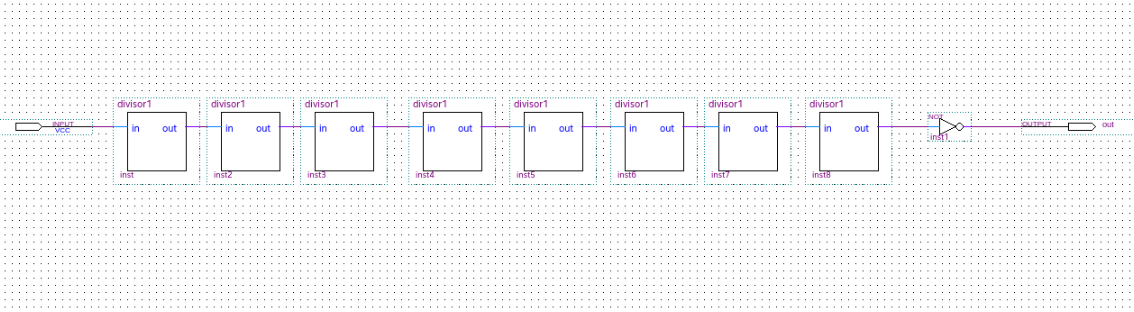 divisor1 divisor1 divisor1 divisor1 divisor1 divisor1 divisor1 divisor1
INPUT
VCC
in out in out in out in out in out in out in out in out
NOT
OUTPUT
out
inst1
inst inst2 inst3 inst4 inst5 inst6 inst7 inst8